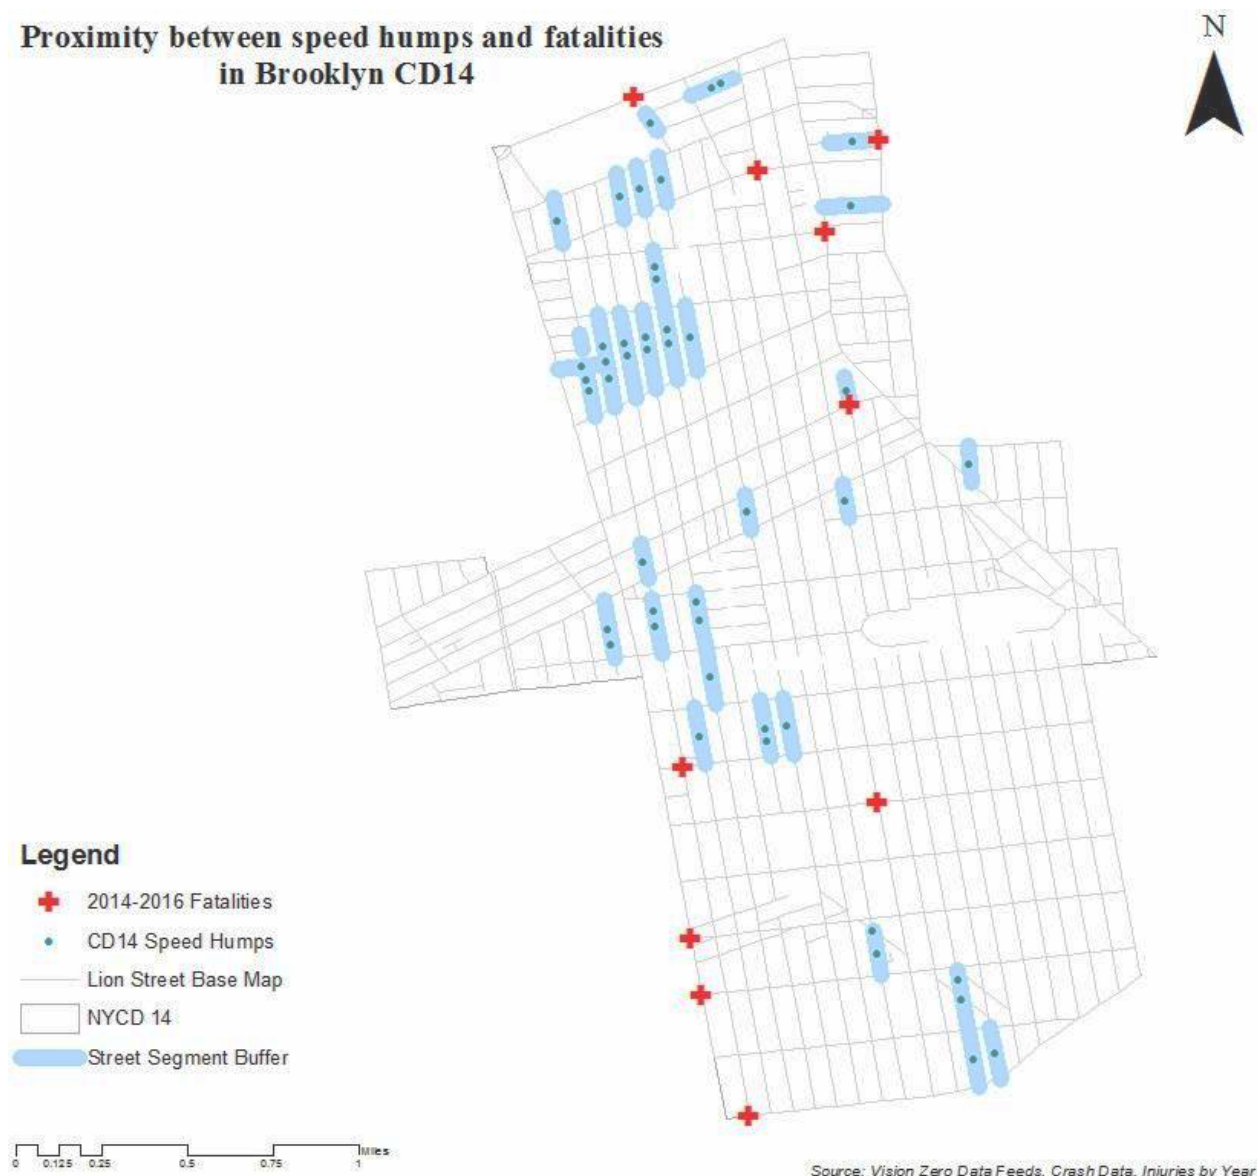 Proximity between speed humps and fatalities
in Brooklyn CD14
N
Legend
2014-2016 Fatalities
CD14 Speed Humps
Lion Street Base Map
NYCD 14
Street Segment Buffer
Miles
0 0.125 0.25 0.5 0.75 1
Source: Vision Zero Data Feeds, Crash Data, Injuries by Year